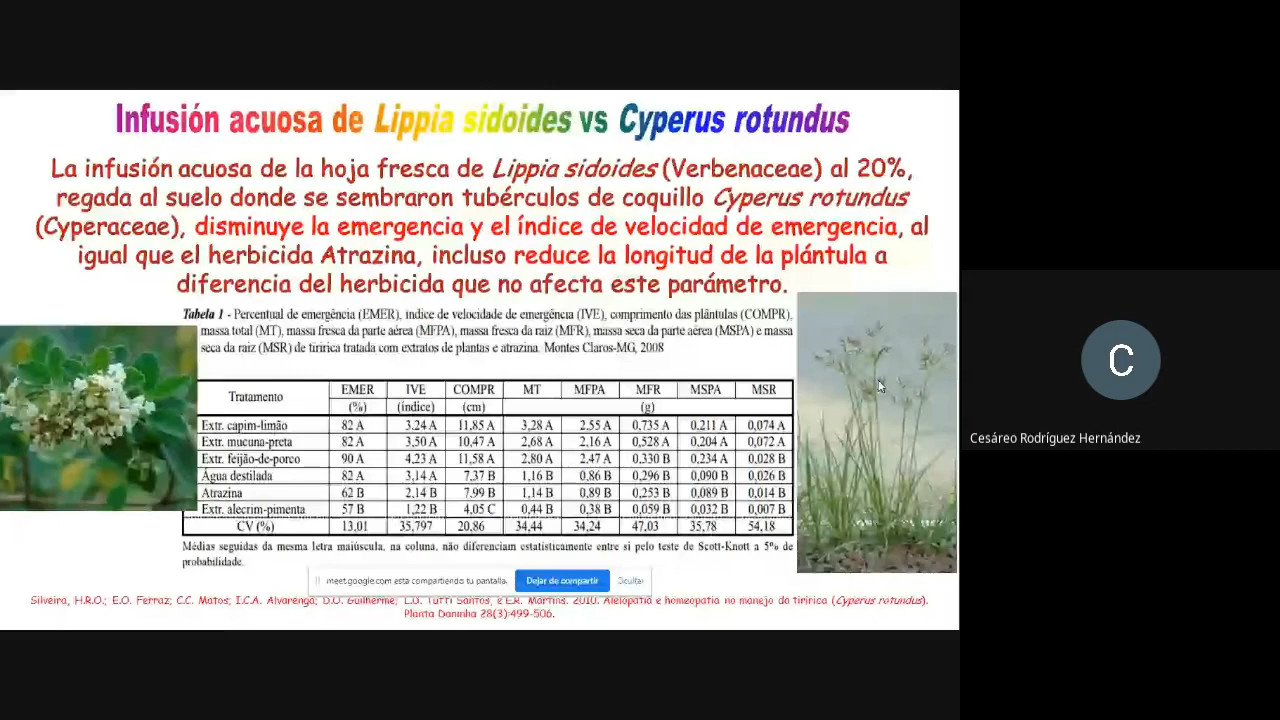 Infusión acuosa de Lippia sidoides vs Cyperus rotundus
La infusión acuosa de la hoja fresca de Lippia sidoides (Verbenaceae) al 20%,
regada al suelo donde se sembraron tubérculos de coquillo Cyperus rotundus
(Cyperaceae), disminuye la emergencia y el índice de velocidad de emergencia, al
igual que el herbicida Atrazina, incluso reduce la longitud de la plántula a
diferencia del herbicida que no afecta este parámetro.
Tabela 1 - Percentual de emergência (EMER), índice de velocidade de emergência (IVE), comprimento das plântulas (COMPR),
massa total (MT), massa fresca da parte aérea (MFPA), massa fresca da raiz (MFR), massa seca da parte aérea (MSPA) e massa
seca da raiz (MSR) de tiririca tratada com extratos de plantas e atrazina. Montes Claros-MG, 2008
Tratamento EMER IVE COMPR MT MFPA MFR MSPA MSR
(%) (índice) (cm) (g)
Extr. capim-limão 82 A 3,24 A 11,85 A 3,28 A 2,55 A 0,735 A 0,211 A 0,074 A
Extr. mucuna-preta 82 A 3,50 A 10,47 A 2,68 A 2,16 A 0,528 A 0,204 A 0,072 A
Extr. feijão-de-porco 90 A 4,23 A 11,58 A 2,80 A 2,47 A 0,330 B 0,234 A 0,028 B
Água destilada 82 A 3,14 A 7,37 B 1,16 B 0,86 B 0,296 B 0,090 B 0,026 B
Atrazina 62 B 2,14 B 7,99 B 1,14 B 0,89 B 0,253 B 0,089 B 0,014 B
Extr. alecrim-pimenta 57 B 1,22 B 4,05 C 0,44 B 0,38 B 0,059 B 0,032 B 0,007 B
CV (%) 13,01 35,797 20,86 34,44 34,24 47,03 35,78 54,18
Médias seguidas da mesma letra maiúscula, na coluna, não diferenciam estatisticamente entre si pelo teste de Scott-Knott a 5% de
probabilidade.
meet.google.com está compartiendo tu pantalla. Dejar de compartir Ocultar
Silveira, H.R.O.; E.O. Ferraz; C.C. Matos; I.C.A. Alvarenga; D.O. Guilherme; L.D. Tuffi Santos, e E.R. Martins. 2010. Alelopatia e homeopatia no manejo da tiririca (Cyperus rotundus).
Planta Daninha 28(3):499-506.
C
Cesáreo Rodríguez Hernández